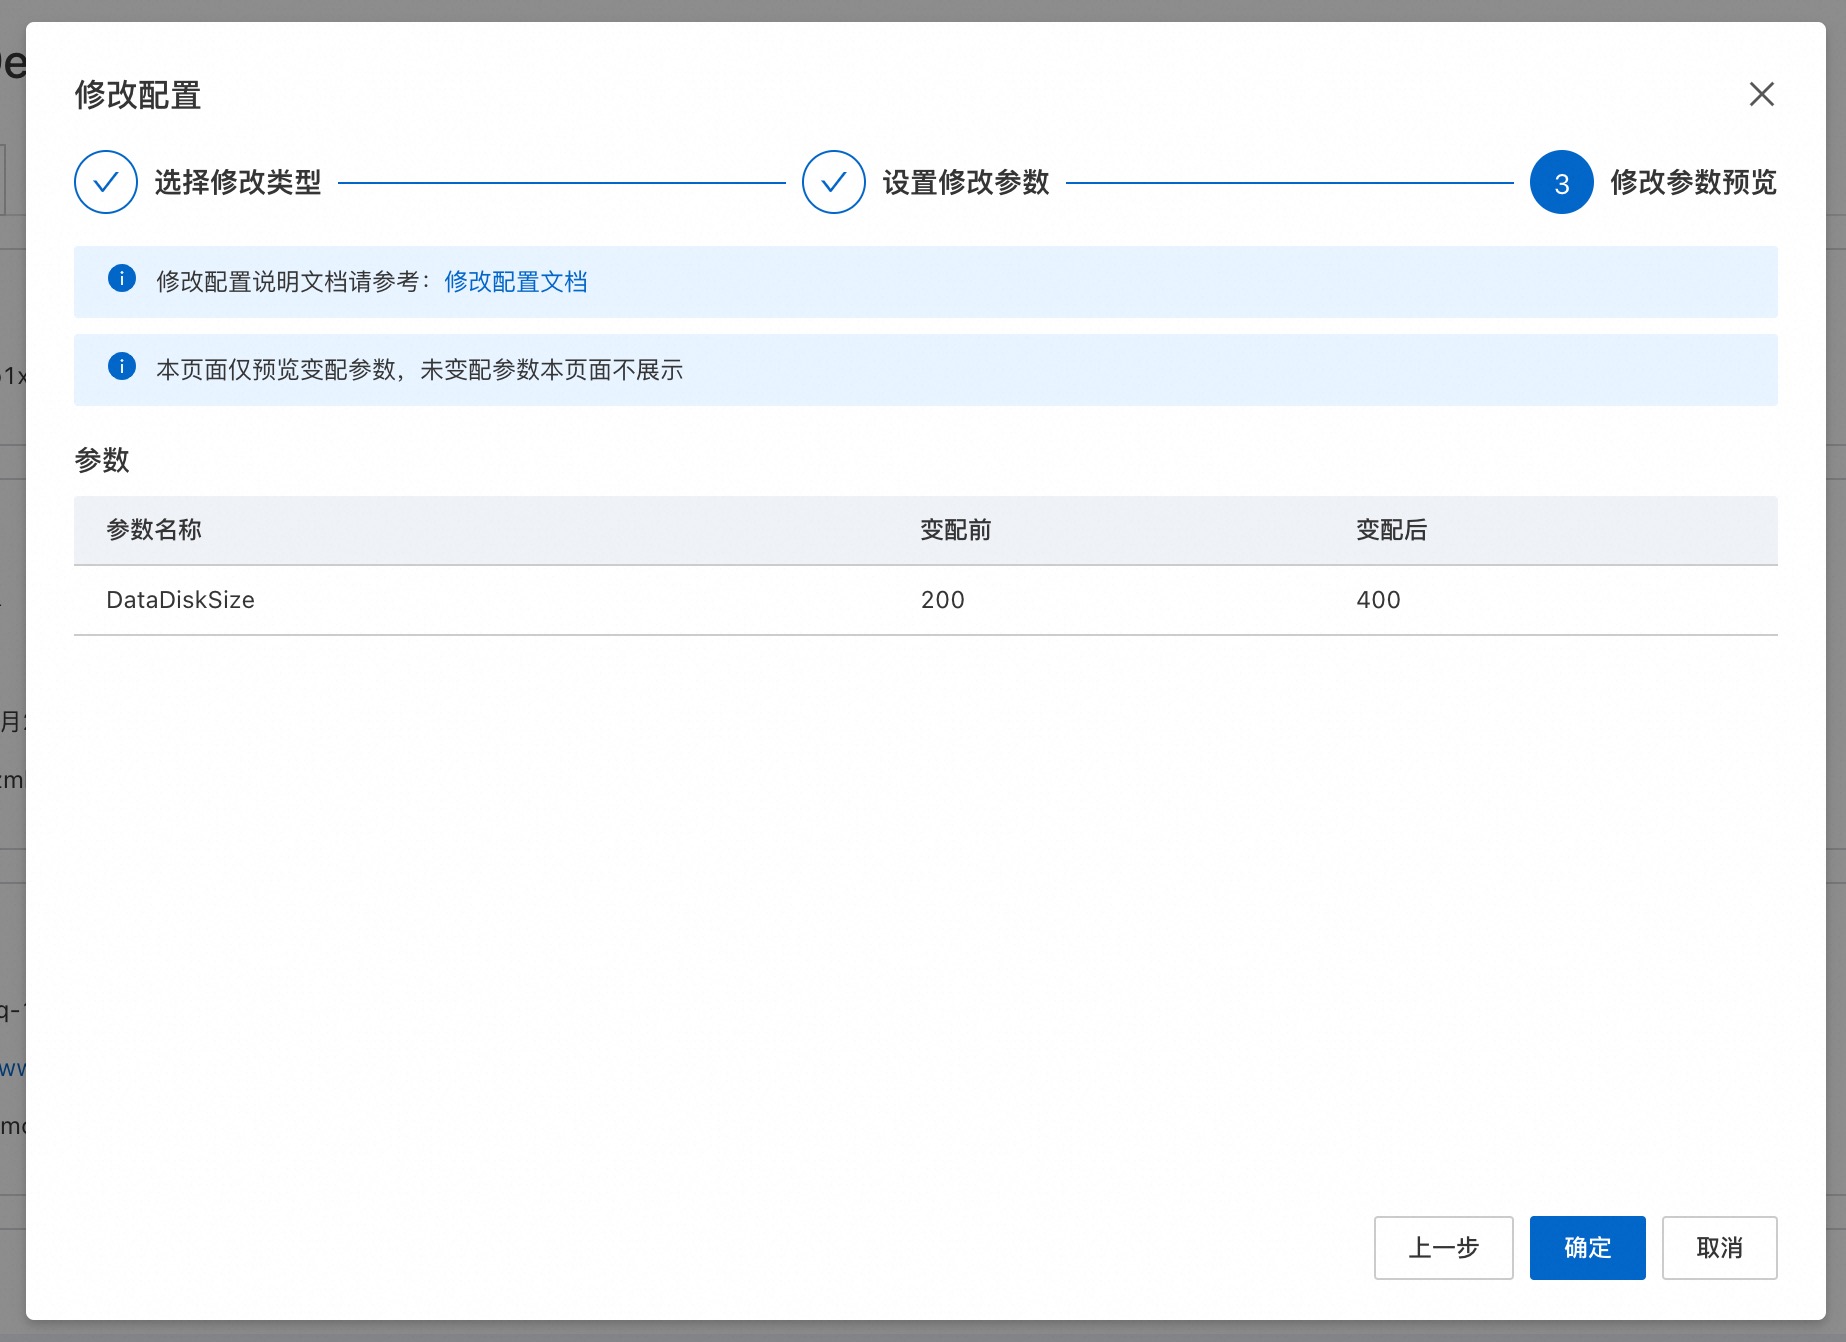 修改配置
选择修改类型
设置修改参数
3 修改参数预览
修改配置说明文档请参考：修改配置文档
本页面仅预览变配参数，未变配参数本页面不展示
参数
参数名称 变配前 变配后
DataDiskSize 200 400
上一步 确定 取消